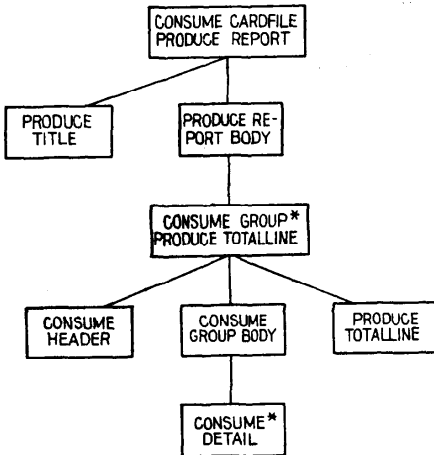 CONSUME CARDFILE
PRODUCE REPORT
PRODUCE
TITLE
PRODUCE RE-
PORT BODY
CONSUME GROUP*
PRODUCE TOTALLINE
CONSUME
HEADER
CONSUME
GROUP BODY
PRODUCE
TOTALLINE
CONSUME*
DETAIL